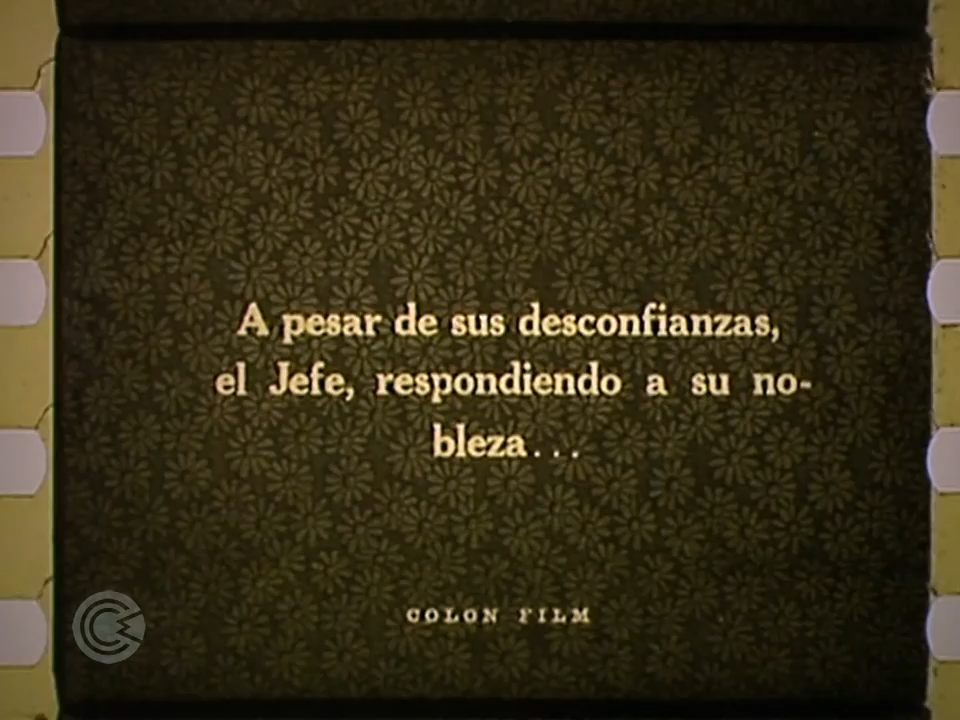 A pesar de sus desconfianzas,
el Jefe, respondiendo a su no-
bleza...
COLON FILM